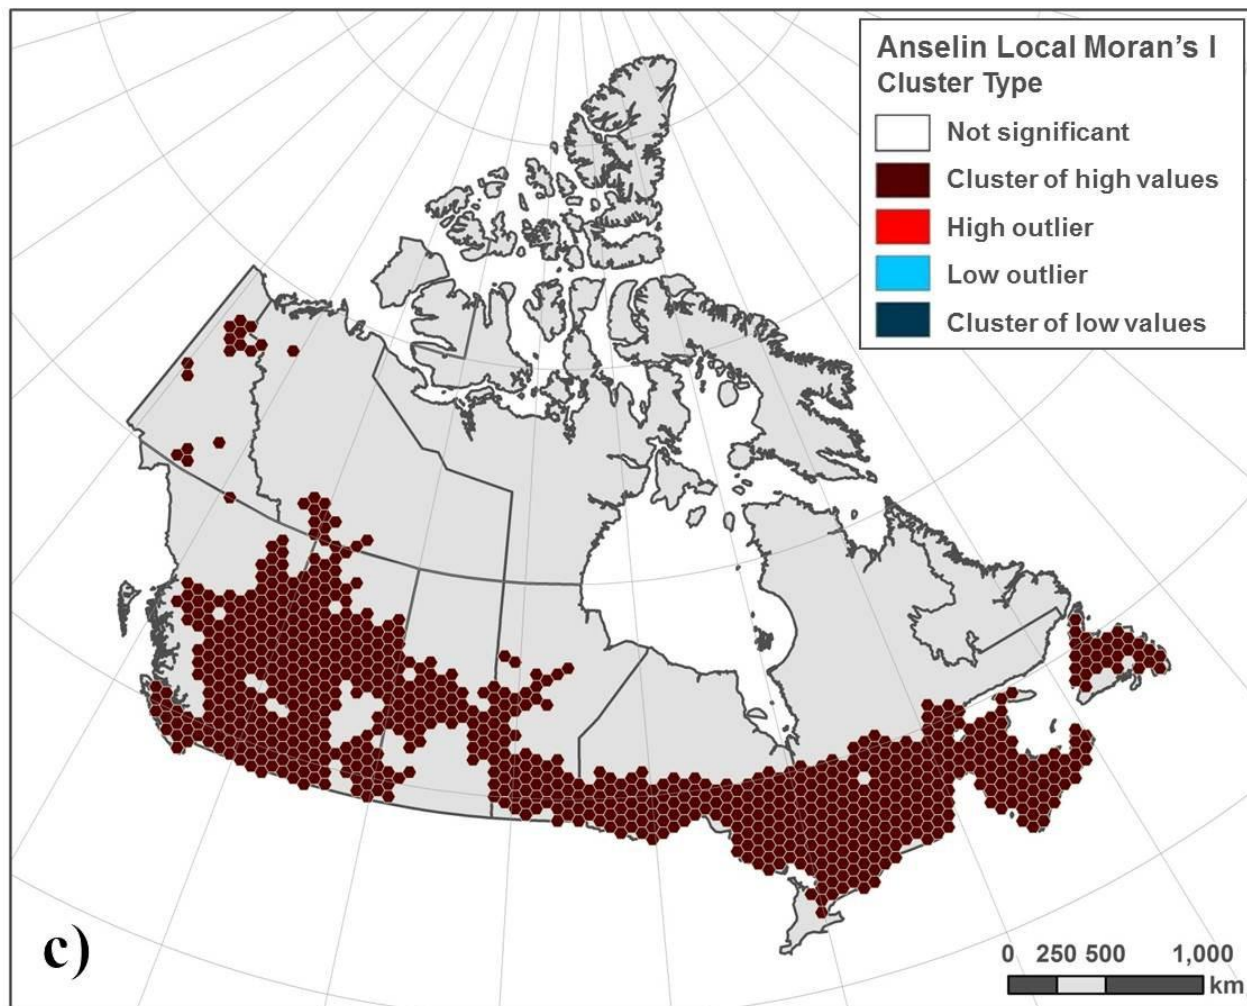 Anselin Local Moran's I
Cluster Type
Not significant
Cluster of high values
High outlier
Low outlier
Cluster of low values
c)
0 250 500 1,000
km